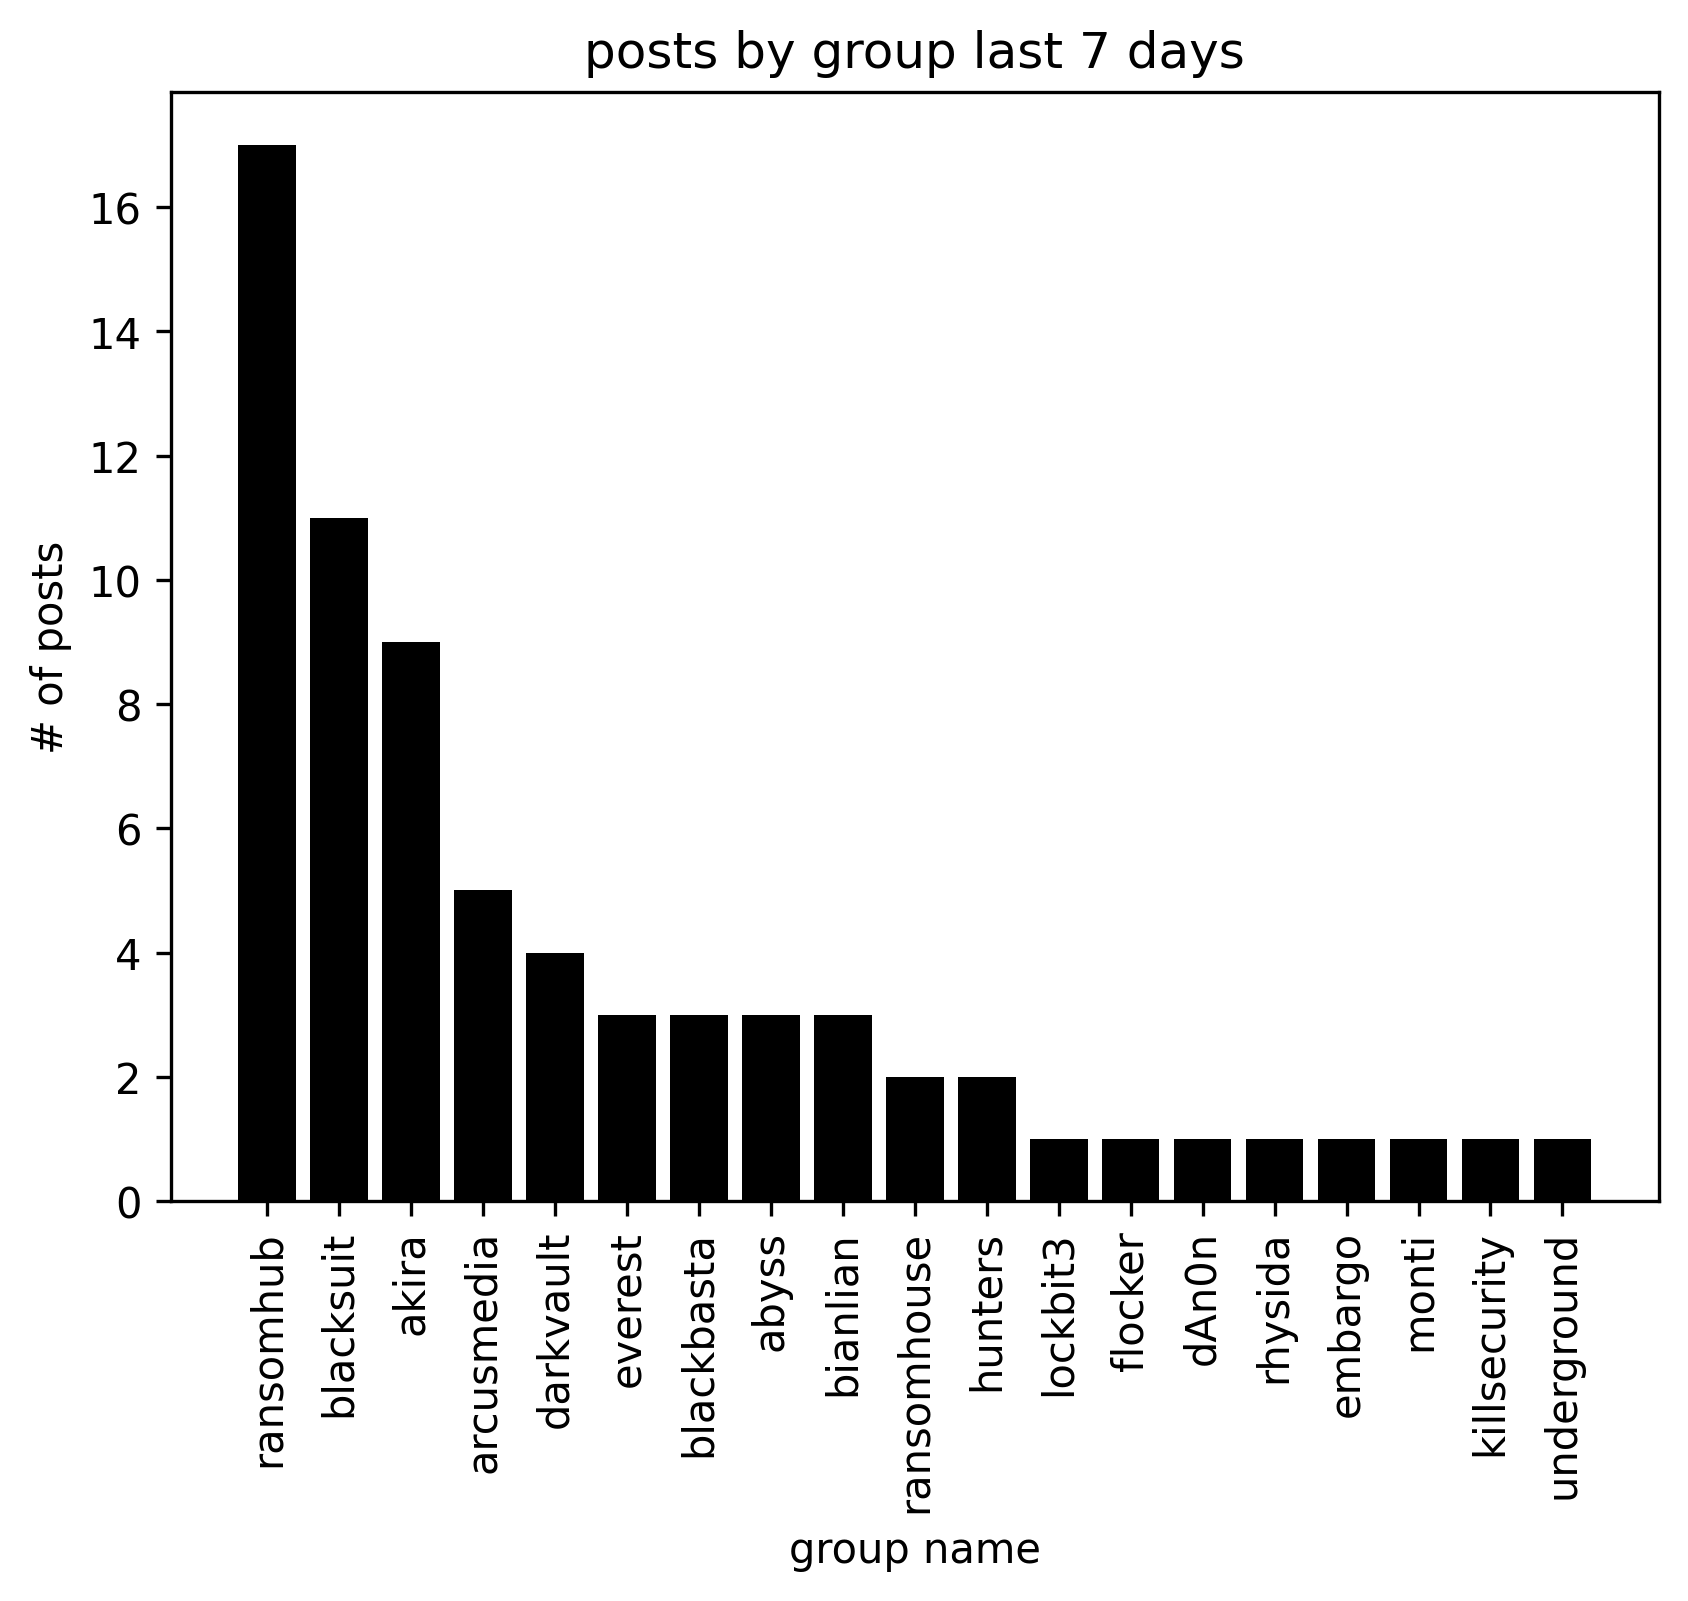 posts by group last 7 days
# of posts
16
14
12
10
8
6
4
2
0
ransomhub
blacksuit
akira
arcusmedia
darkvault
everest
blackbasta
abyss
bianlian
ransomhouse
hunters
lockbit3
flocker
dAn0n
rhysida
embargo
monti
killsecurity
underground
group name